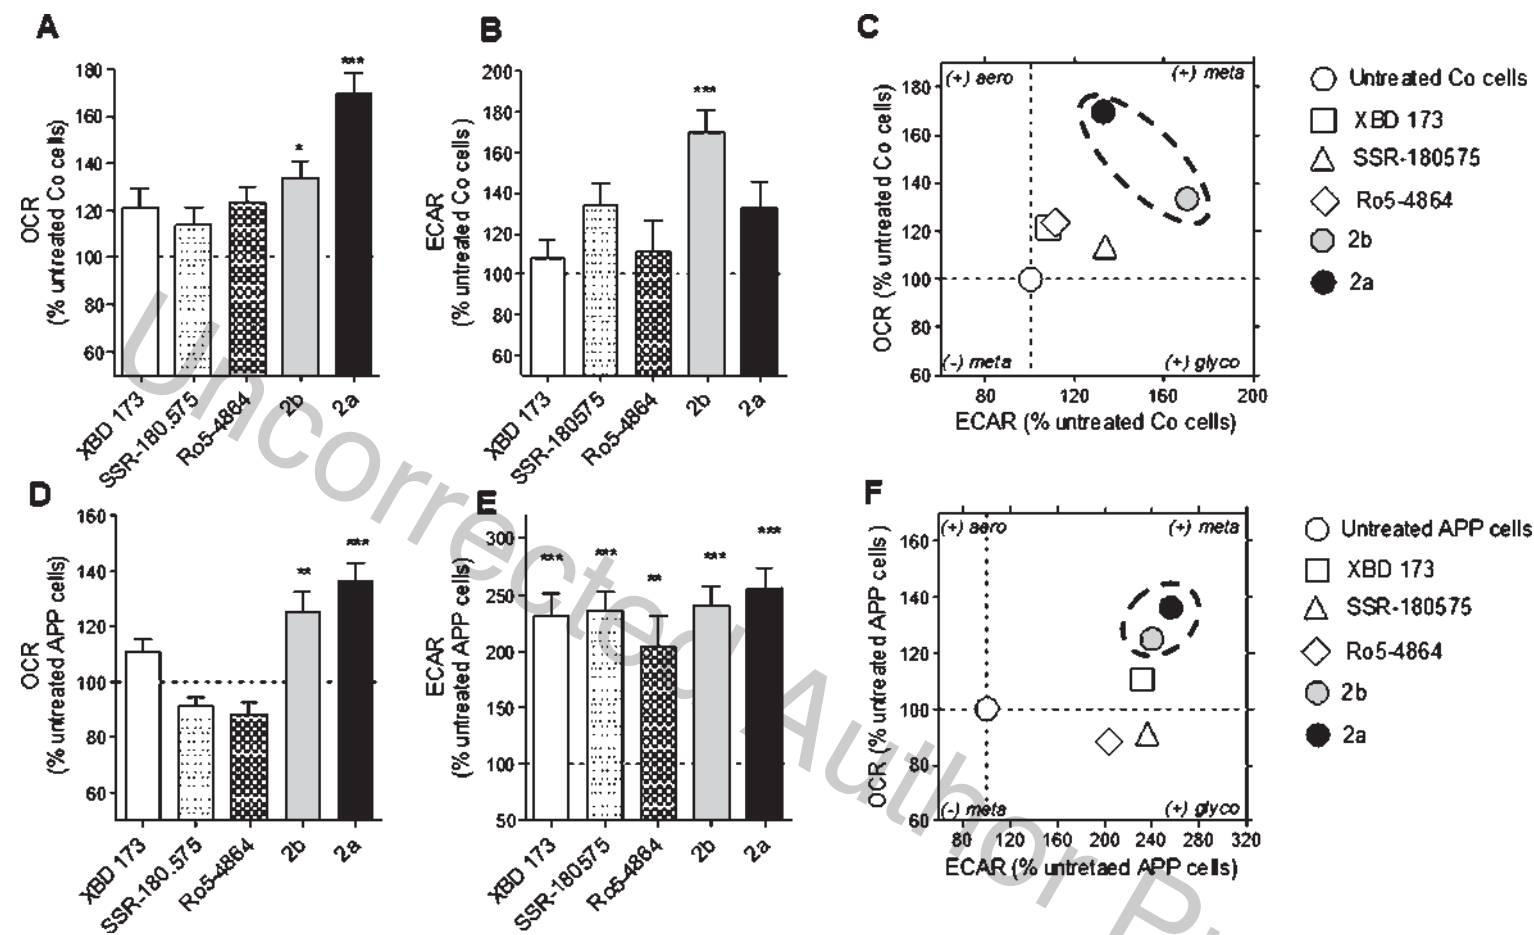 A
OCR
(% untreated Co cells)
180
160
140
120
100
80
60
***
*
XBD 173
SSR-180.575
Ro5-4864
2b
2a
B
ECAR
(% untreated Co cells )
200
180
160
140
120
100
80
60
***
XBD 173
SSR-180575
Ro5-4864
2b
2a
C
OCR (% untreated Co cells)
180
160
140
120
100
80
60
(+) aero
(+) meta
(-) meta
(+) glyco
80
120
160
200
ECAR (% untreated Co cells)
Untreated Co cells
XBD 173
SSR-180575
Ro5-4864
2b
2a
D
OCR
(% untreated APP cells)
160
140
120
100
80
60
**
***
XBD 173
SSR-180.575
Ro5-4864
2b
2a
E
ECAR
(% untreated APP cells)
300
250
200
150
100
50
***
***
**
***
***
XBD 173
SSR-180575
Ro5-4864
2b
2a
F
OCR (% untreated APP cells )
160
140
120
100
80
60
(+) aero
(+) meta
(-) meta
(+) glyco
80
120
160
200
240
280
320
ECAR (% untretaed APP cells)
Untreated APP cells
XBD 173
SSR-180575
Ro5-4864
2b
2a
Uncorrected Author